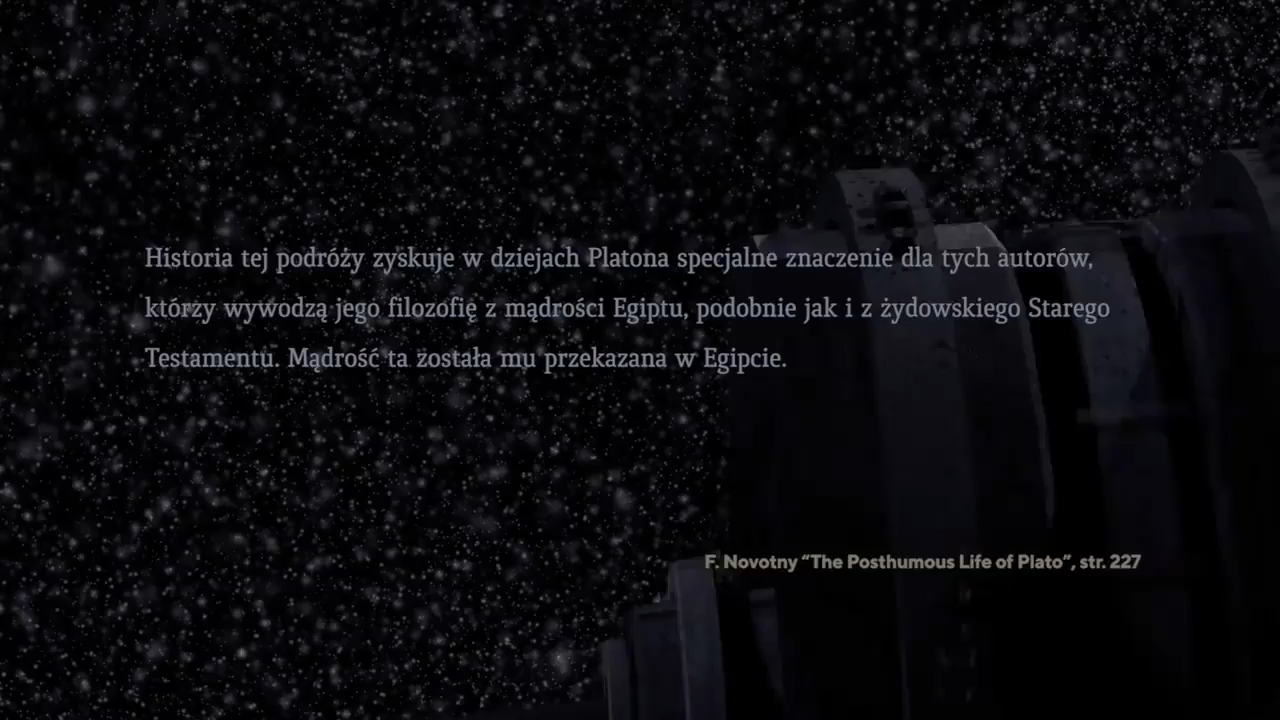 Historia tej podróży zyskuje w dziejach Platona specjalne znaczenie dla tych autorów,
którzy wywodzą jego filozofię z mądrości Egiptu, podobnie jak i z żydowskiego Starego
Testamentu. Mądrość ta została mu przekazana w Egipcie.
F. Novotny “The Posthumous Life of Plato”, str. 227